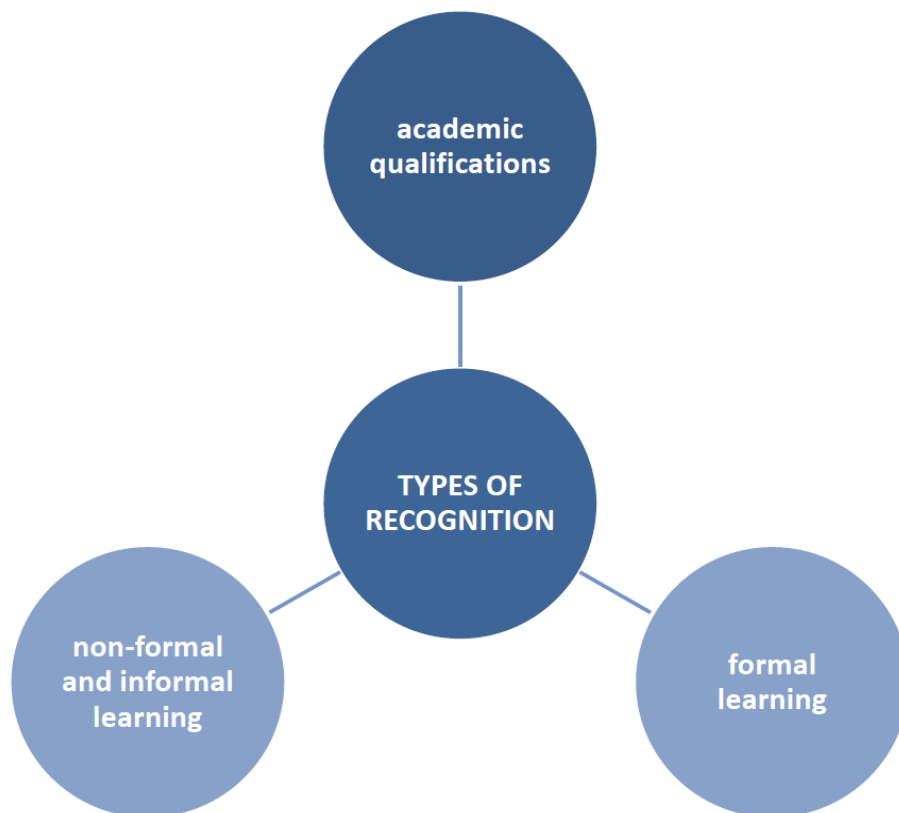 academic
qualifications
TYPES OF
RECOGNITION
non-formal
and informal
learning
formal
learning